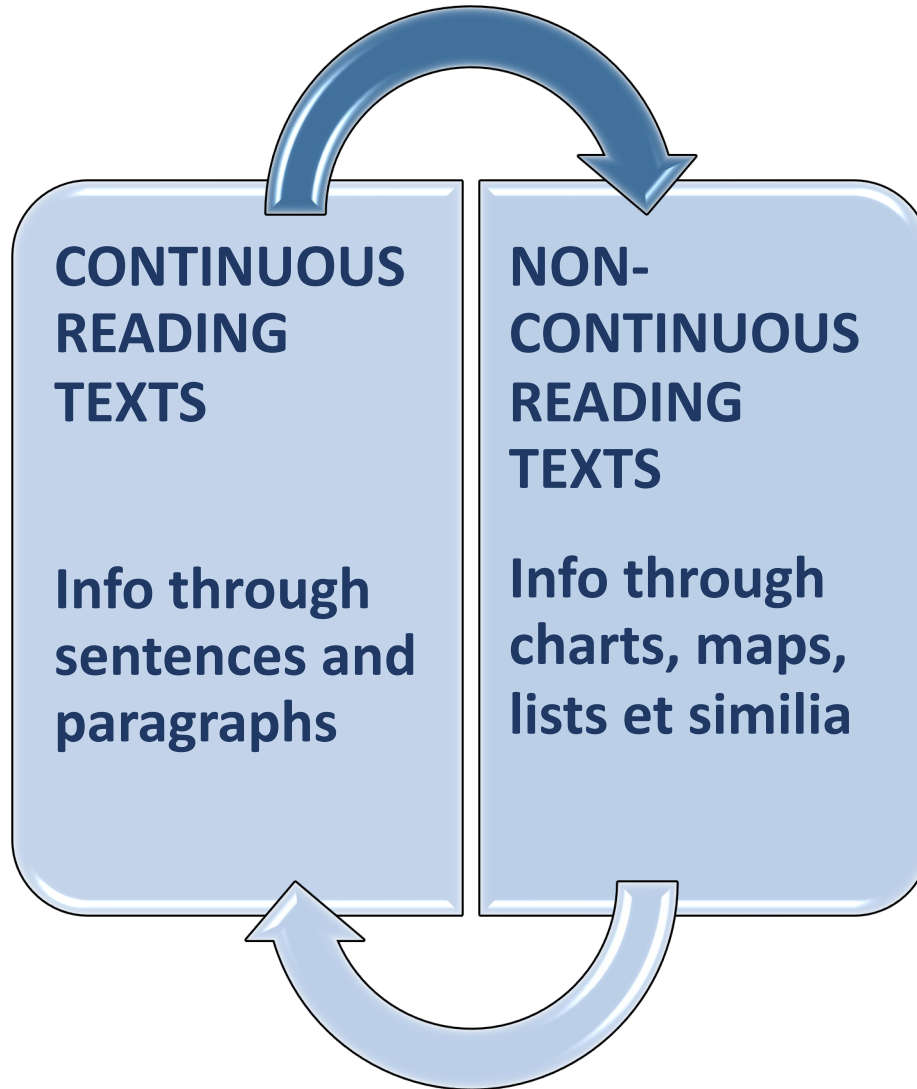 CONTINUOUS
READING
TEXTS
Info through
sentences and
paragraphs
NON-
CONTINUOUS
READING
TEXTS
Info through
charts, maps,
lists et similia